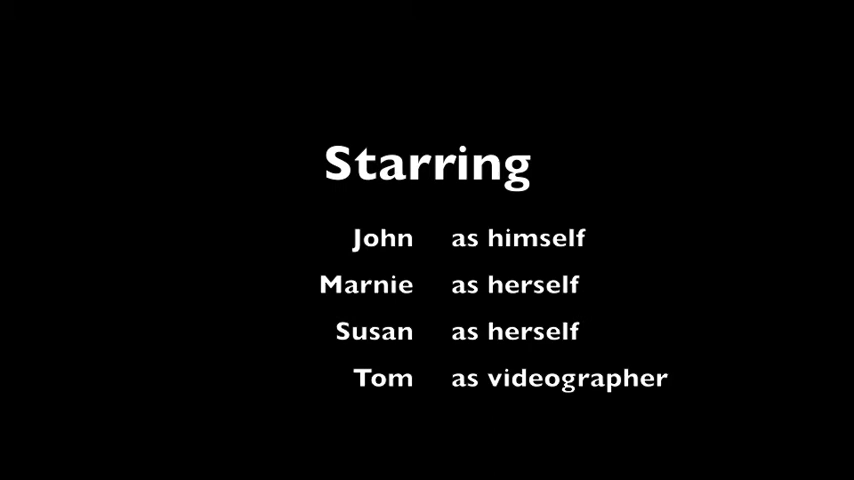 Starring
John as himself
Marnie as herself
Susan as herself
Tom as videographer